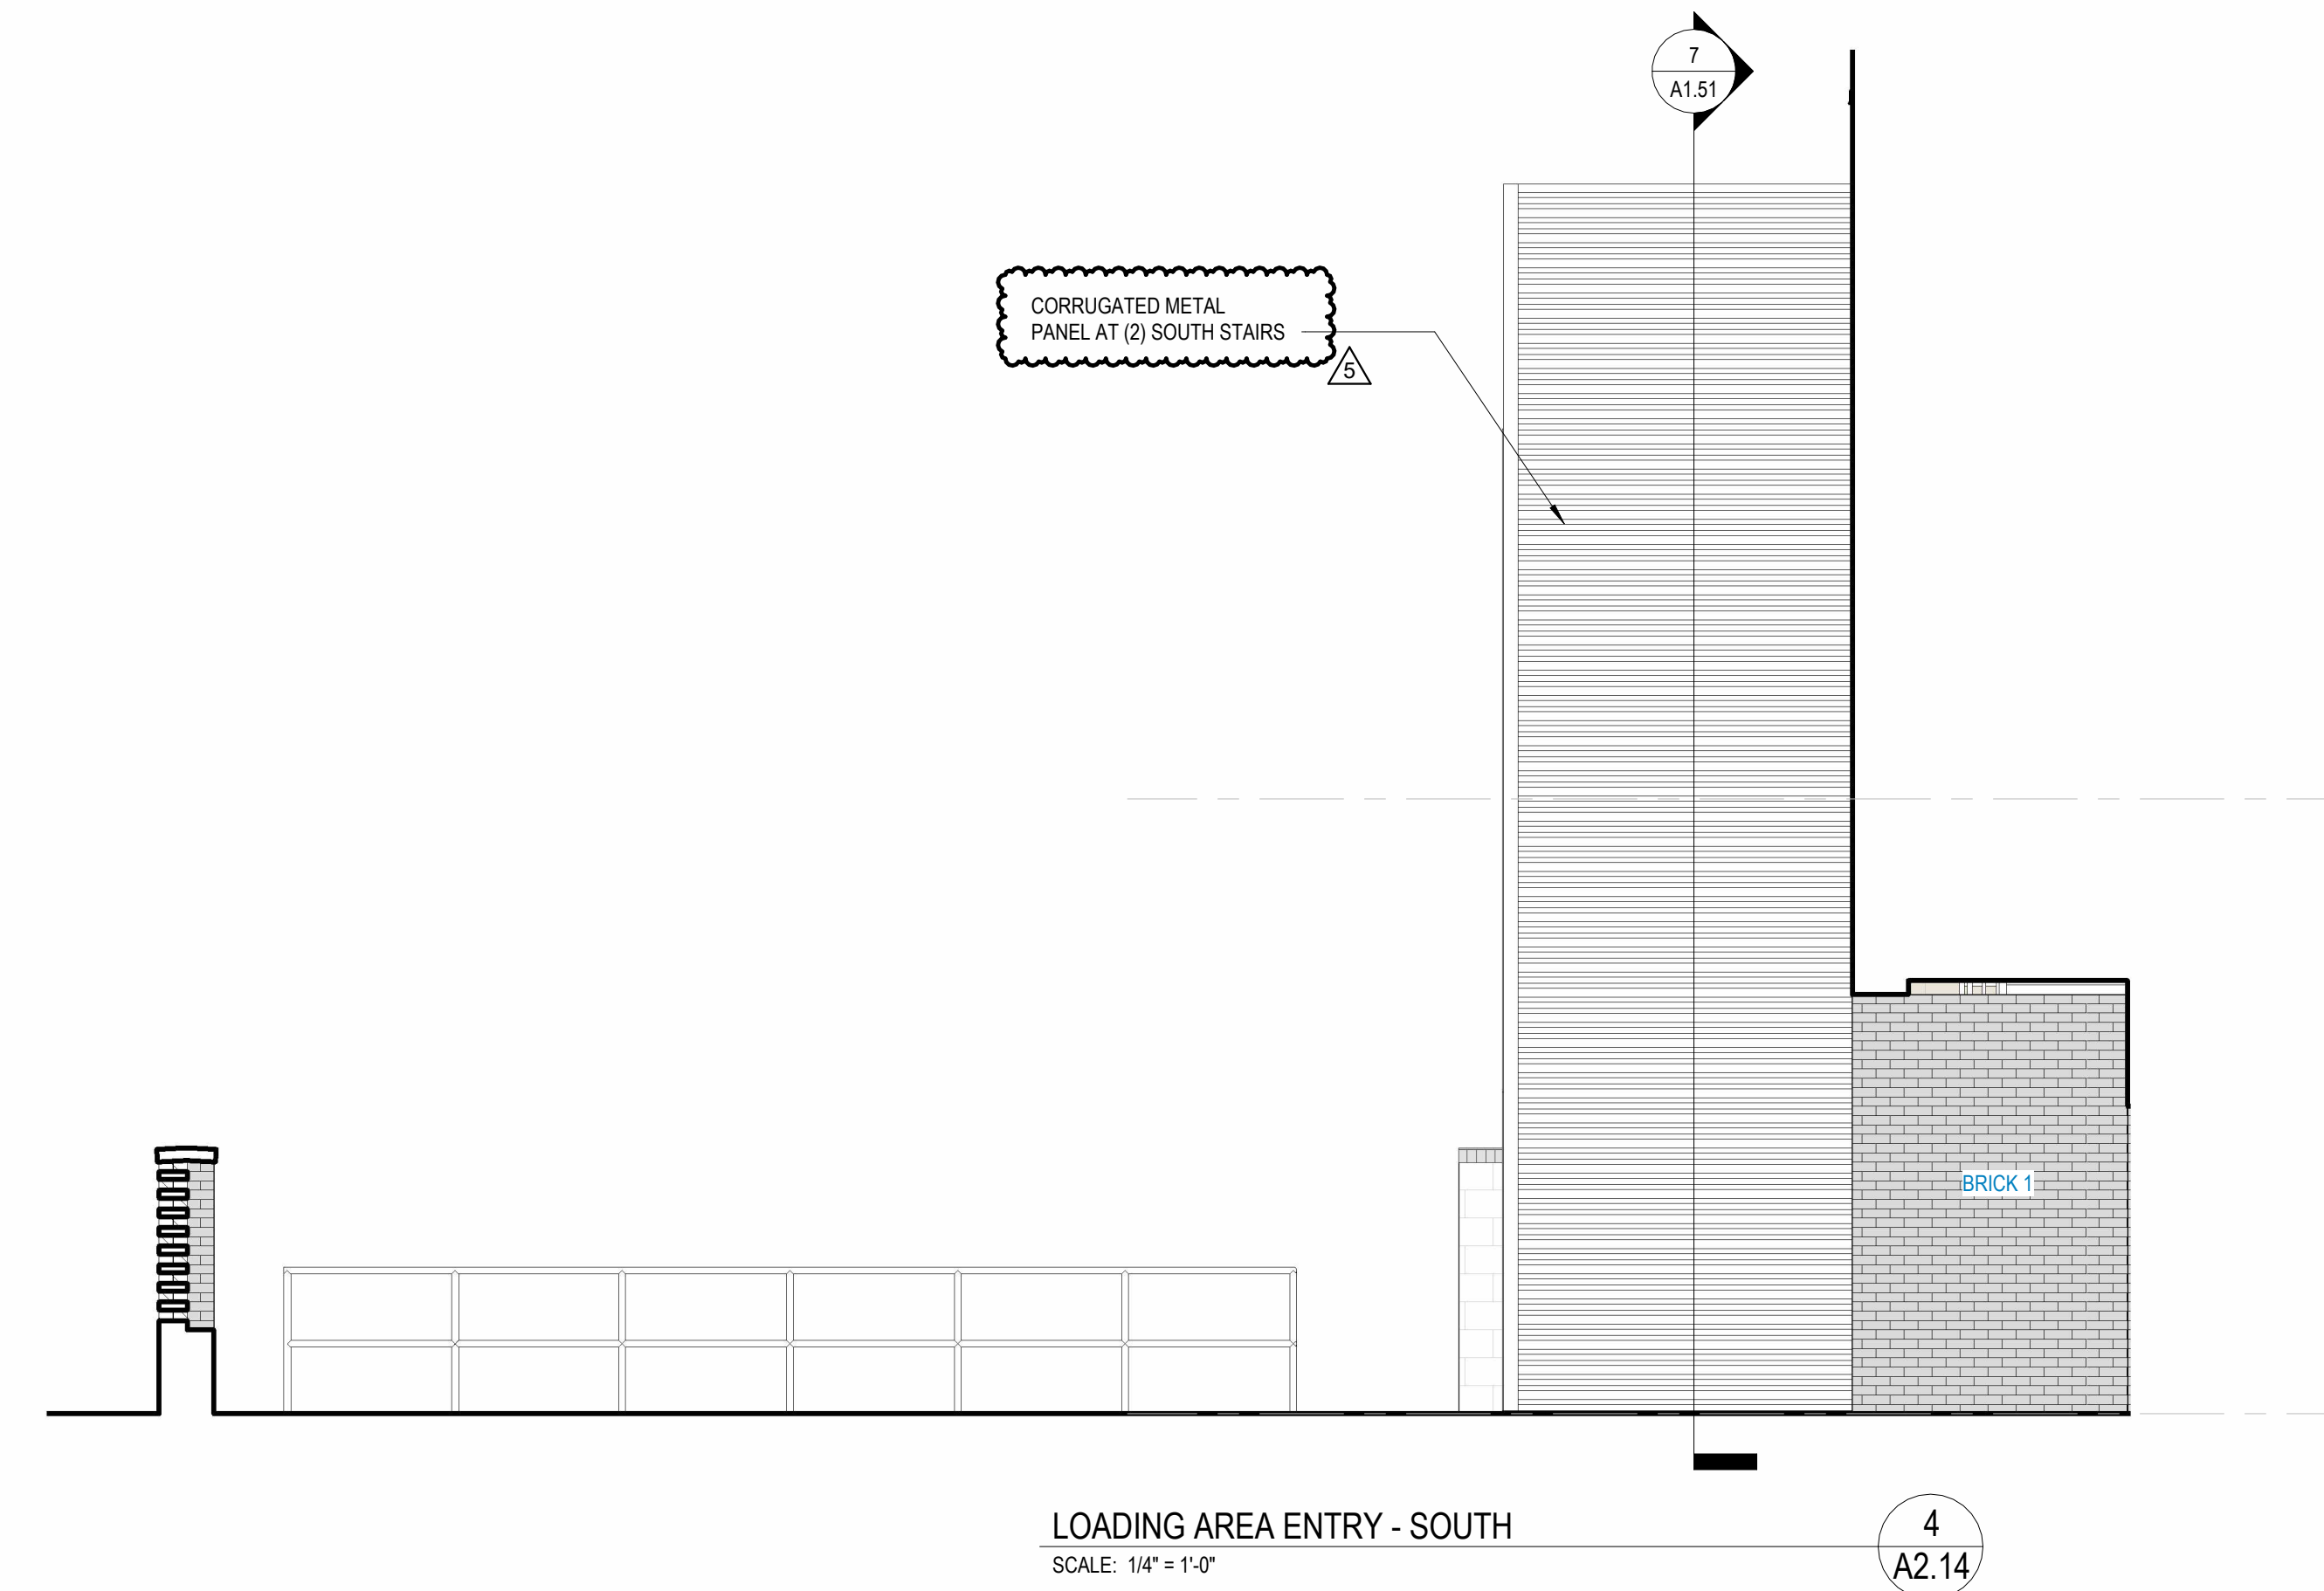 7
A1.51
CORRUGATED METAL
PANEL AT (2) SOUTH STAIRS
5
BRICK 1
LOADING AREA ENTRY - SOUTH
SCALE: 1/4" = 1'-0"
4
A2.14